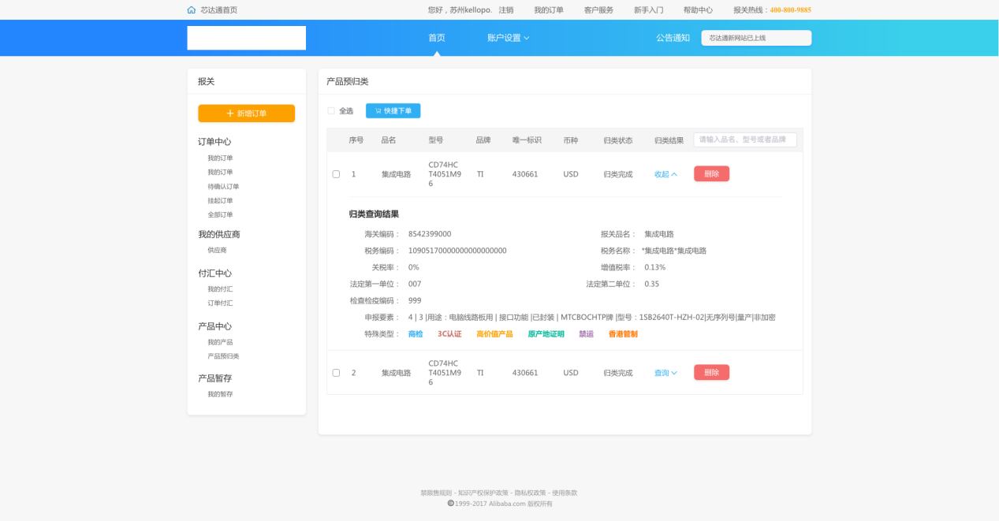 芯达通首页
您好，苏州kellopo. 注销 我的订单 客户服务 新手入门 帮助中心 报关热线：400-800-9885
首页 账户设置 公告通知 芯达通新网站已上线
报关
新增订单
订单中心
我的订单
我的订单
待确认订单
挂起订单
全部订单
我的供应商
供应商
付汇中心
我的付汇
订单付汇
产品中心
我的产品
产品预归类
产品暂存
我的暂存
产品预归类
全选 快捷下单
序号 品名 型号 品牌 唯一标识 币种 归类状态 归类结果 请输入品名、型号或者品牌
1 集成电路 CD74HC
T4051M9
6 TI 430661 USD 归类完成 收起 删除
归类查询结果
海关编码： 8542399000 报关品名： 集成电路
税务编码： 10905170000000000000000 税务名称： *集成电路*集成电路
关税率： 0% 增值税率： 0.13%
法定第一单位： 007 法定第二单位： 0.35
检查检疫编码： 999
申报要素： 4 | 3 |用途：电脑线路板用 | 接口功能 |已封装 | MTCBOCHTP牌 |型号：1SB2640T-HZH-02|无序列号|量产|非加密
特殊类型： 商检 3C认证 高价值产品 原产地证明 禁运 香港管制
2 集成电路 CD74HC
T4051M9
6 TI 430661 USD 归类完成 查询 删除
禁限售规则 - 知识产权保护政策 - 隐私权政策 - 使用条款
©1999-2017 Alibaba.com 版权所有